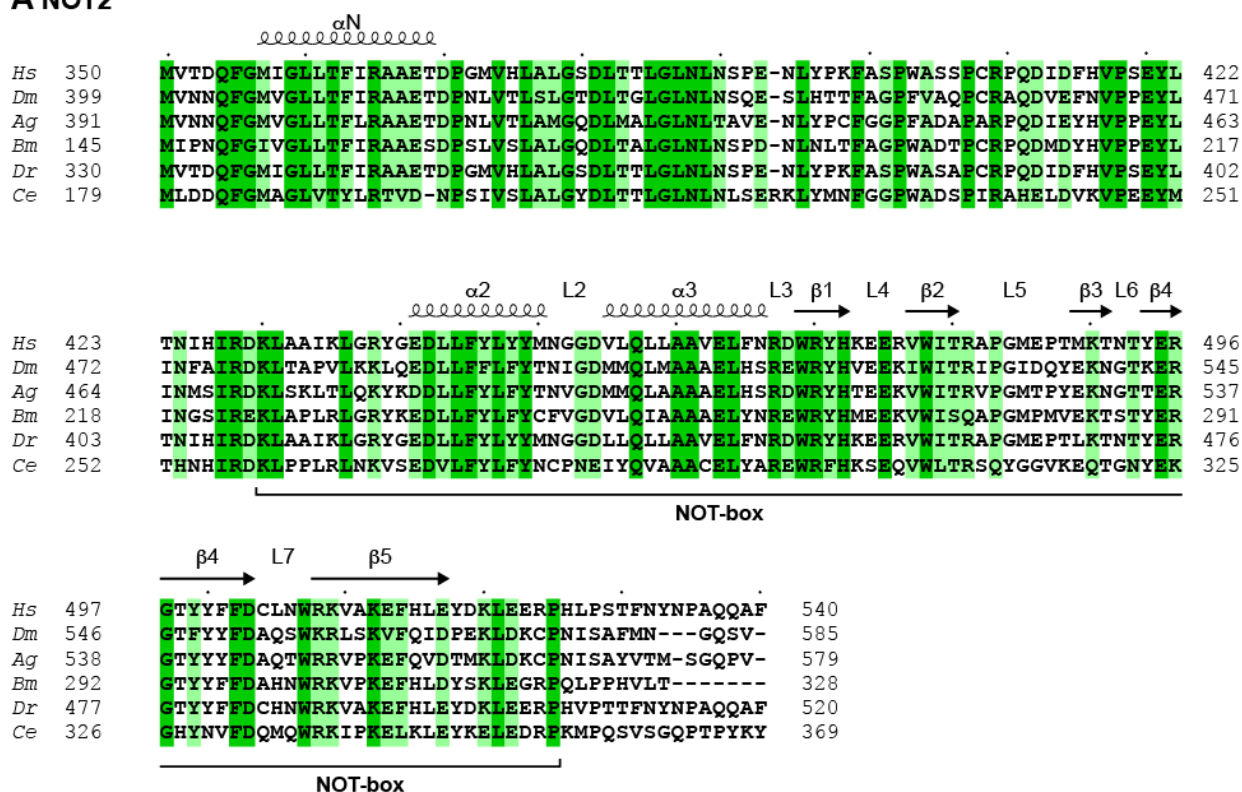 A NOT2
αN
Hs 350 MVTDQFGMIGLLTFIRAAETDPGMVHLALGSDLTTLGLNLNSPE-NLYPKFASPWASSPCRPQDIDFHVPSEYL 422
Dm 399 MVNNQFGMVGLLTFIRAAETDPNLVTLSLGTDLTGLGLNLNSQE-SLHTTFAGPFVAQPCRAQDVEFNVPPEYL 471
Ag 391 MVNNQFGMVGLLTFLRAAETDPNLVTLAMGQDLMALGLNLTAVE-NLYPCFGGPFADAPARPQDIEYHVPPEYL 463
Bm 145 MIPNQFGIVGLLTFIRAAESDPSLVSLALGQDLTALGLNLNSPD-NLNLTFAGPWADTPCRPQDMDYHVPPEYL 217
Dr 330 MVTDQFGMIGLLTFIRAAETDPGMVHLALGSDLTTLGLNLNSPE-NLYPKFASPWASAPCRPQDIDFHVPSEYL 402
Ce 179 MLDDQFGMAGLVTYLRTVD-NPSIVSLALGYDLTTLGLNLNLSERKLYMNFGGPWADSPIRAHELDVKVPEEYM 251
α2 L2 α3 L3 β1 L4 β2 L5 β3 L6 β4
Hs 423 TNIHIRDKLAAIKLGRYGEDLLFYLYYMNGGDVLQLLAAVELFNRDWRYHKEERVWITRAPGMEPTMKTNTYER 496
Dm 472 INFAIRDKLTAPVLKKLQEDLLFFLFYTNIGDMMQLMAAAELHSREWRYHVEEKIWITRIPGIDQYEKNGTKER 545
Ag 464 INMSIRDKLSKLTLQKYKDDLLFYLFYTNVGDMMQLAAAAELHSRDWRYHTEEKVWITRVPGMTPYEKNGTTER 537
Bm 218 INGSIREKLAPLRLGRYKEDLLFYLFYCFVGDVLQIAAAAELYNREWRYHMEEKVWISQAPGMPMVEKTSTYER 291
Dr 403 TNIHIRDKLAAIKLGRYGEDLLFYLYYMNGGDLLQLLAAVELFNRDWRYHKEERVWITRAPGMEPTLKTNTYER 476
Ce 252 THNHIRDKLPPLRLNKVSEDVLFYLFYNCPNEIYQVAAACELYAREWRFHKSEQVWLTRSQYGGVKEQTGNYEK 325
NOT-box
β4 L7 β5
Hs 497 GTYYFFDCLNWRKVAKEFHLEYDKLEERPHLPSTFNYNPAQQAF 540
Dm 546 GTFYYFDAQSWKRLSKVFQIDPEKLDKCPNISAFMN---GQSV- 585
Ag 538 GTYYYFDAQTWRRVPKEFQVDTMKLDKCPNISAYVTM-SGQPV- 579
Bm 292 GTYYFFDAHNWRKVPKEFHLDYSKLEGRPQLPPHVLT------- 328
Dr 477 GTYYFFDCHNWRKVAKEFHLEYDKLEERPHVPTTFNYNPAQQAF 520
Ce 326 GHYNVFDQMQWRKIPKELKLEYKELEDRPKMPQSVSGQPTPYKY 369
NOT-box